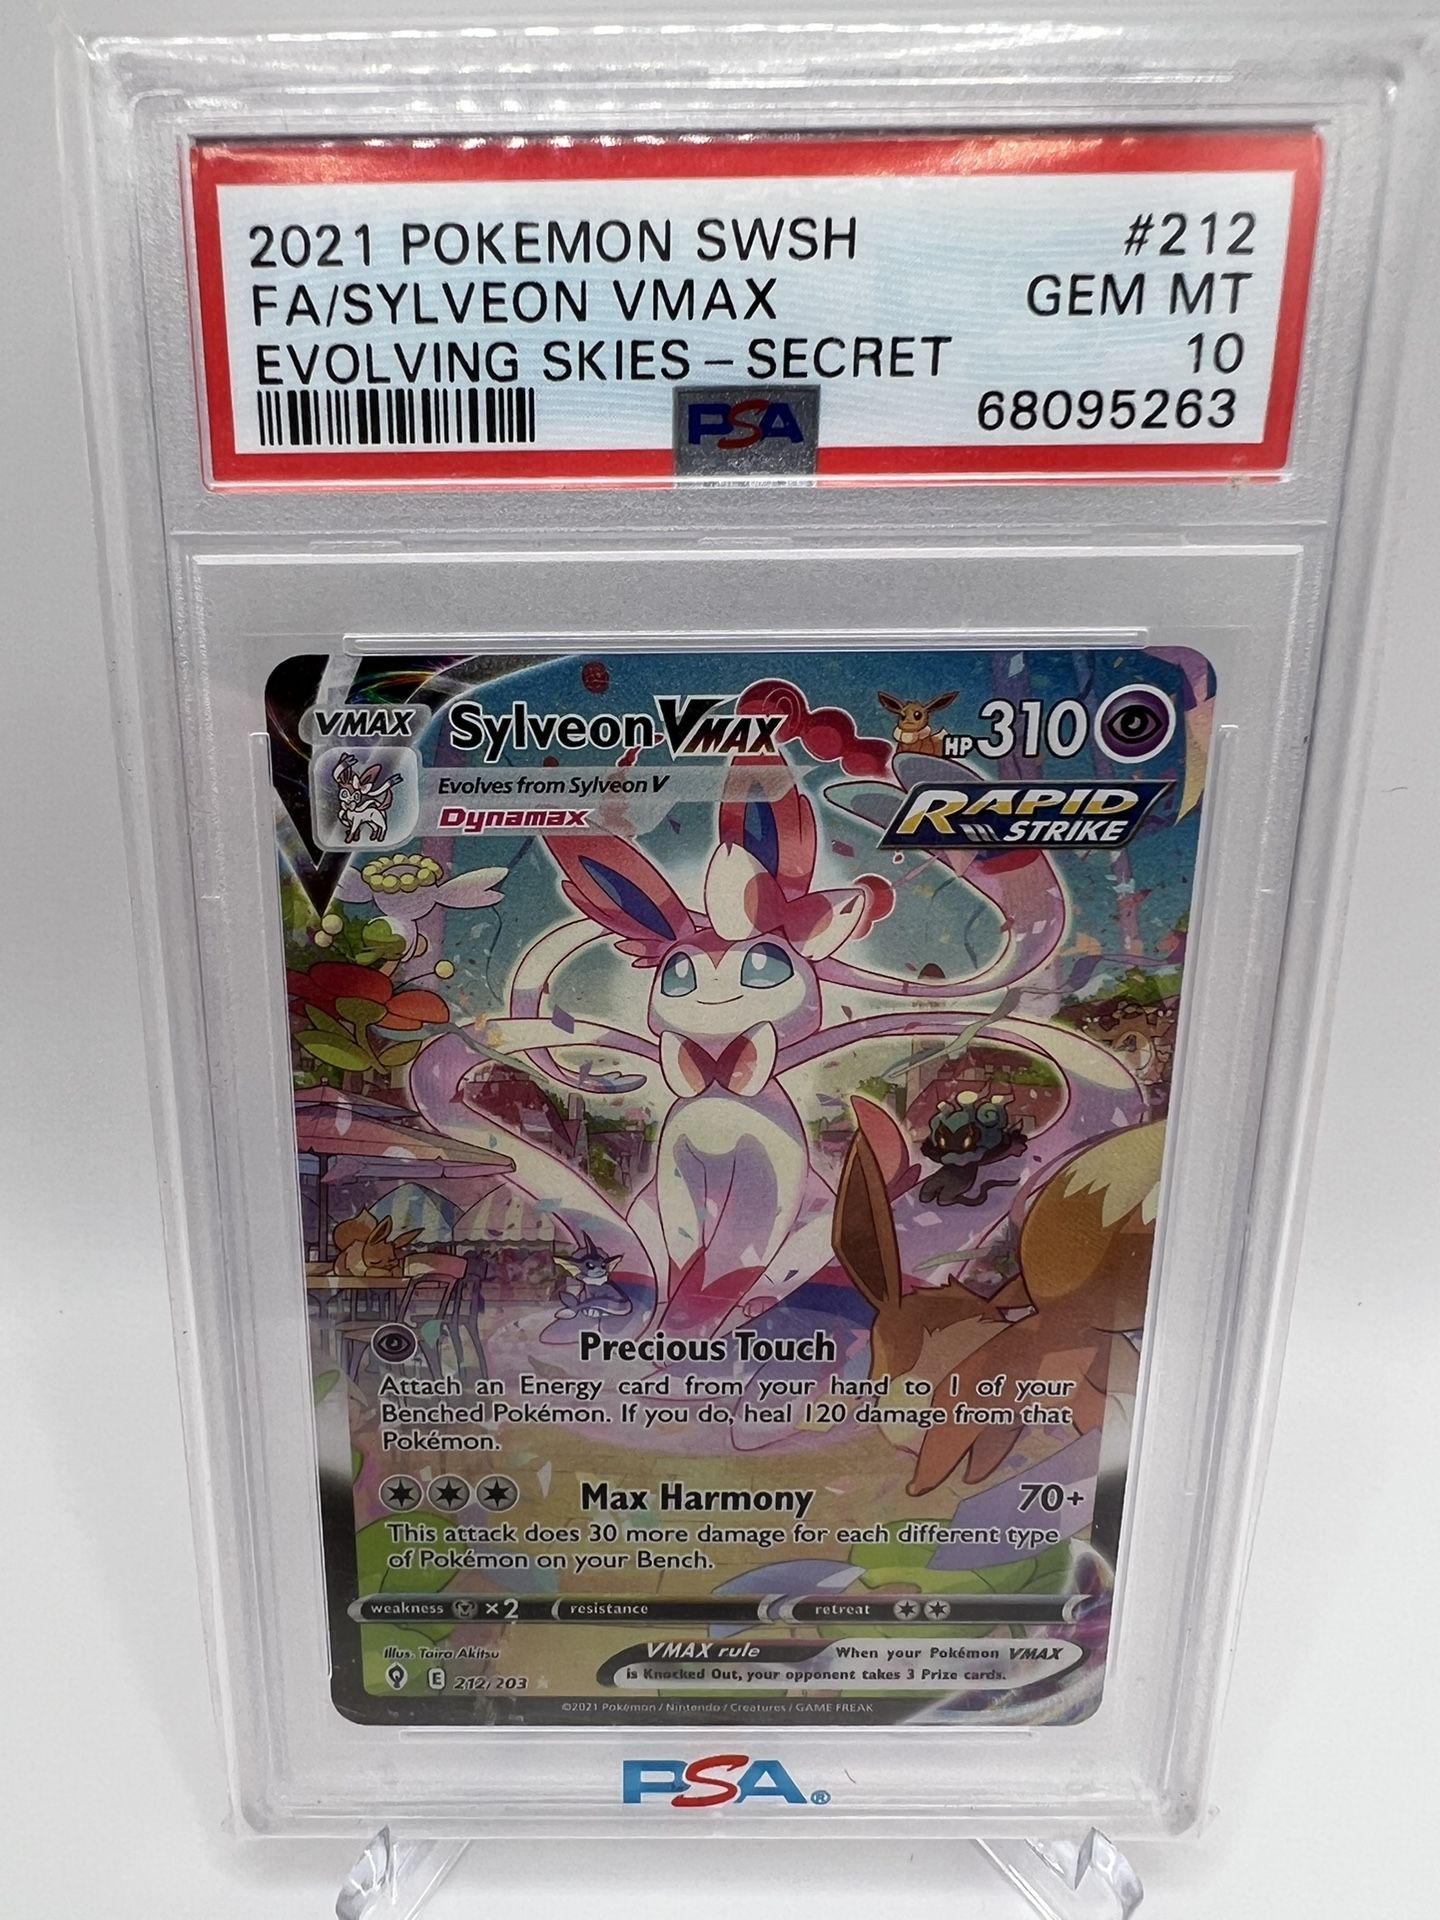 2021 POKEMON SWSH #212
FA/SYLVEON VMAX GEM MT
EVOLVING SKIES – SECRET 10
PSA 68095263
VMAX Sylveon VMAX HP 310
Evolves from Sylveon V
Dynamax
RAPID
STRIKE
Precious Touch
Attach an Energy card from your hand to 1 of your
Benched Pokémon. If you do, heal 120 damage from that
Pokémon.
Max Harmony 70+
This attack does 30 more damage for each different type
of Pokémon on your Bench.
weakness ×2 resistance retreat
Illus. Taira Akitsu
VMAX rule When your Pokémon VMAX
is Knocked Out, your opponent takes 3 Prize cards.
E 212/203
©2021 Pokémon / Nintendo / Creatures / GAME FREAK
PSA®